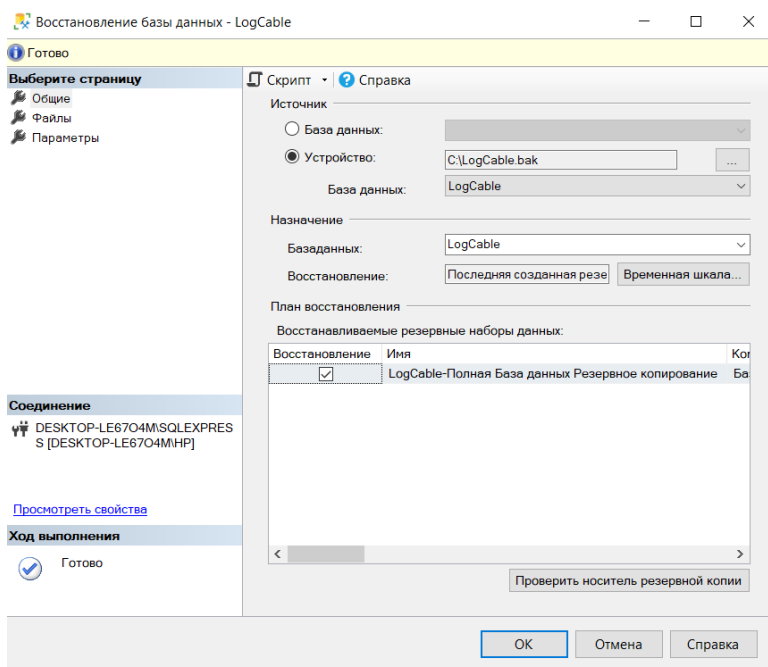 Восстановление базы данных - LogCable
Готово
Выберите страницу
Общие
Файлы
Параметры
Скрипт
Справка
Источник
База данных:
Устройство:
C:\LogCable.bak
...
База данных:
LogCable
Назначение
Базаданных:
LogCable
Восстановление:
Последняя созданная резе
Временная шкала...
План восстановления
Восстанавливаемые резервные наборы данных:
Восстановление Имя Ког
LogCable-Полная База данных Резервное копирование Ба
Соединение
DESKTOP-LE67O4M\SQLEXPRES
S [DESKTOP-LE67O4M\HP]
Просмотреть свойства
Ход выполнения
Готово
Проверить носитель резервной копии
ОК
Отмена
Справка